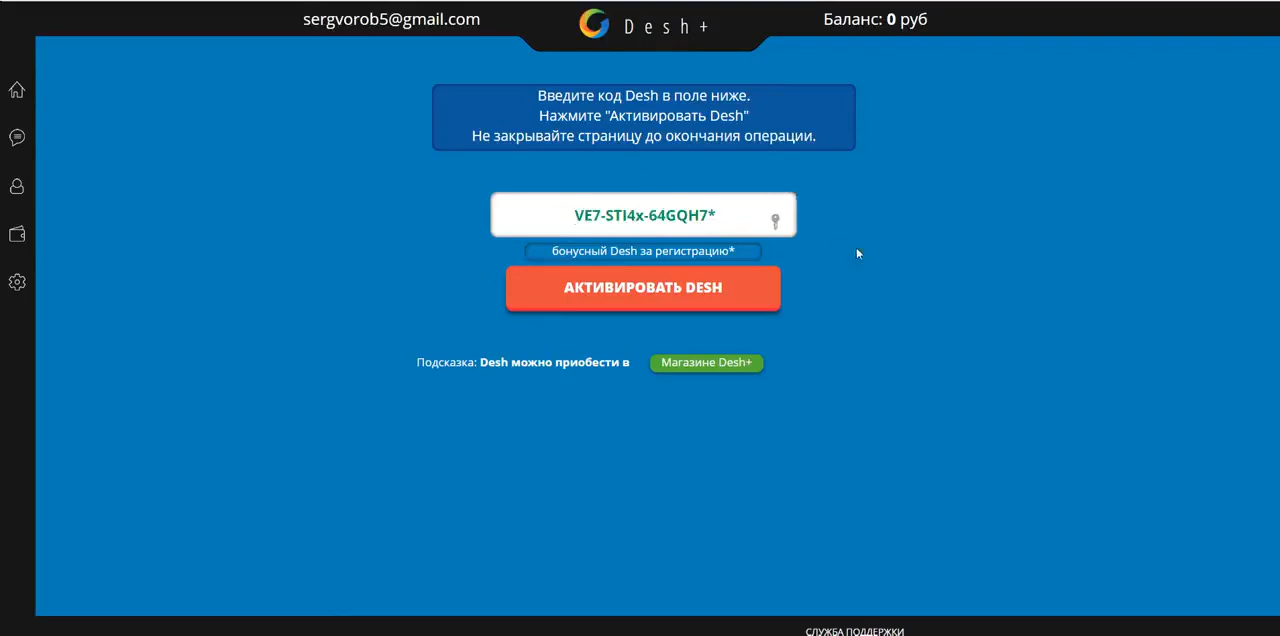 sergvorob5@gmail.com
Desh+
Баланс: 0 руб
Введите код Desh в поле ниже.
Нажмите "Активировать Desh"
Не закрывайте страницу до окончания операции.
VE7-STI4x-64GQH7*
бонусный Desh за регистрацию*
АКТИВИРОВАТЬ DESH
Подсказка: Desh можно приобести в
Магазине Desh+
СЛУЖБА ПОДДЕРЖКИ